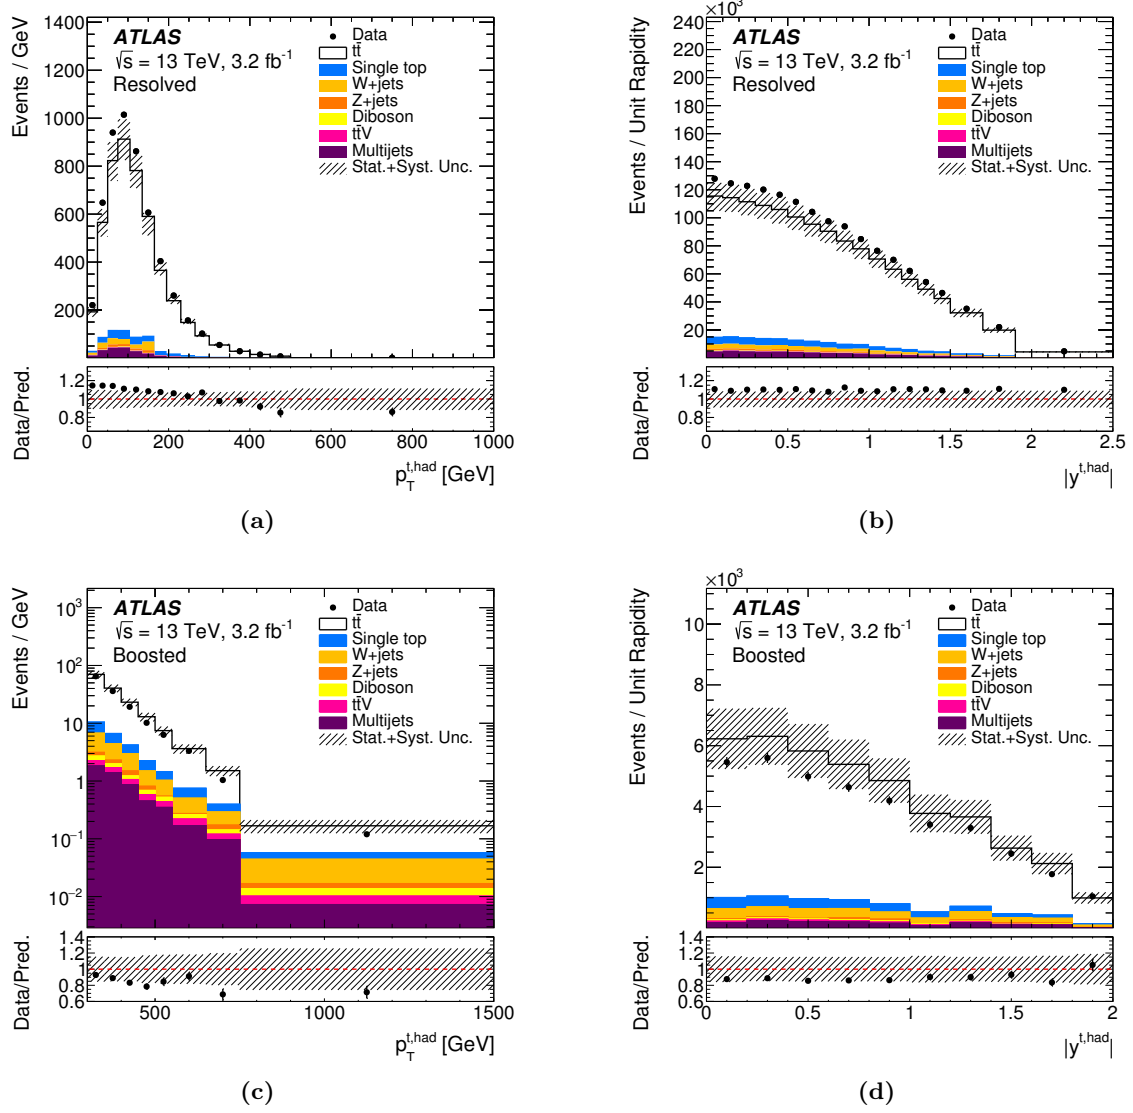 1400
1200
1000
800
600
400
200
Events / GeV
ATLAS
√s = 13 TeV, 3.2 fb⁻¹
Resolved
Data
tt̄
Single top
W+jets
Z+jets
Diboson
tt̄V
Multijets
Stat.+Syst. Unc.
1.2
1
0.8
Data/Pred.
0 200 400 600 800 1000
p_T^{t,had} [GeV]
(a)
×10³
240
220
200
180
160
140
120
100
80
60
40
20
Events / Unit Rapidity
ATLAS
√s = 13 TeV, 3.2 fb⁻¹
Resolved
Data
tt̄
Single top
W+jets
Z+jets
Diboson
tt̄V
Multijets
Stat.+Syst. Unc.
1.2
1
0.8
Data/Pred.
0 0.5 1 1.5 2 2.5
|y^{t,had}|
(b)
10³
10²
10
1
10⁻¹
10⁻²
Events / GeV
ATLAS
√s = 13 TeV, 3.2 fb⁻¹
Boosted
Data
tt̄
Single top
W+jets
Z+jets
Diboson
tt̄V
Multijets
Stat.+Syst. Unc.
1.4
1.2
1
0.8
0.6
Data/Pred.
500 1000 1500
p_T^{t,had} [GeV]
(c)
×10³
10
8
6
4
2
Events / Unit Rapidity
ATLAS
√s = 13 TeV, 3.2 fb⁻¹
Boosted
Data
tt̄
Single top
W+jets
Z+jets
Diboson
tt̄V
Multijets
Stat.+Syst. Unc.
1.4
1.2
1
0.8
0.6
Data/Pred.
0 0.5 1 1.5 2
|y^{t,had}|
(d)